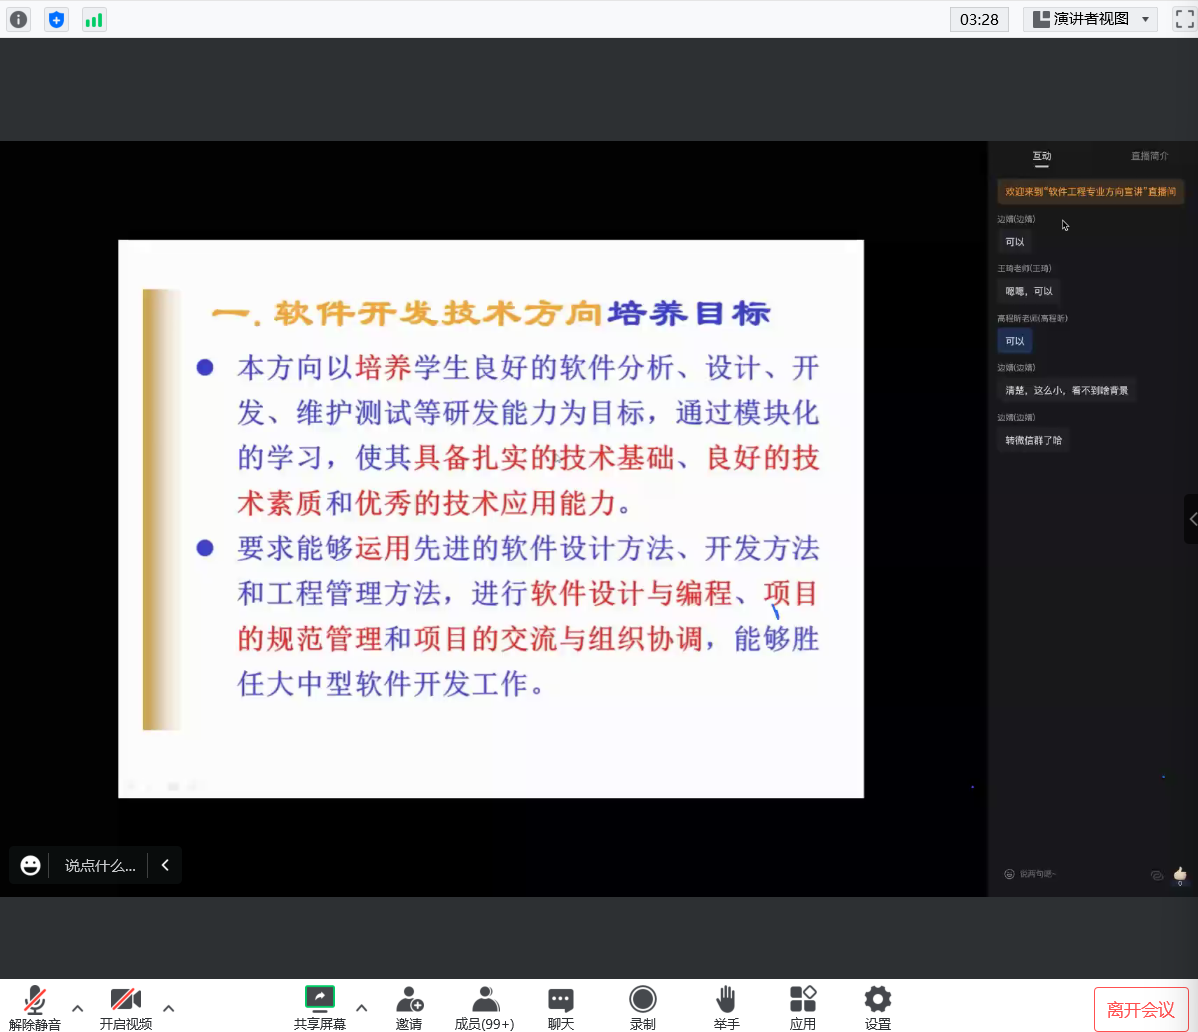 03:28
演讲者视图
互动
直播简介
欢迎来到“软件工程专业方向宣讲”直播间
边婧(边婧)
可以
王琦老师(王琦)
嗯嗯，可以
高程昕老师(高程昕)
可以
边婧(边婧)
清楚，这么小，看不到啥背景
边婧(边婧)
转微信群了哈
一. 软件开发技术方向培养目标
本方向以培养学生良好的软件分析、设计、开
发、维护测试等研发能力为目标，通过模块化
的学习，使其具备扎实的技术基础、良好的技
术素质和优秀的技术应用能力。
要求能够运用先进的软件设计方法、开发方法
和工程管理方法，进行软件设计与编程、项目
的规范管理和项目的交流与组织协调，能够胜
任大中型软件开发工作。
说点什么...
说两句吧~
0
解除静音
开启视频
共享屏幕
邀请
成员(99+)
聊天
录制
举手
应用
设置
离开会议